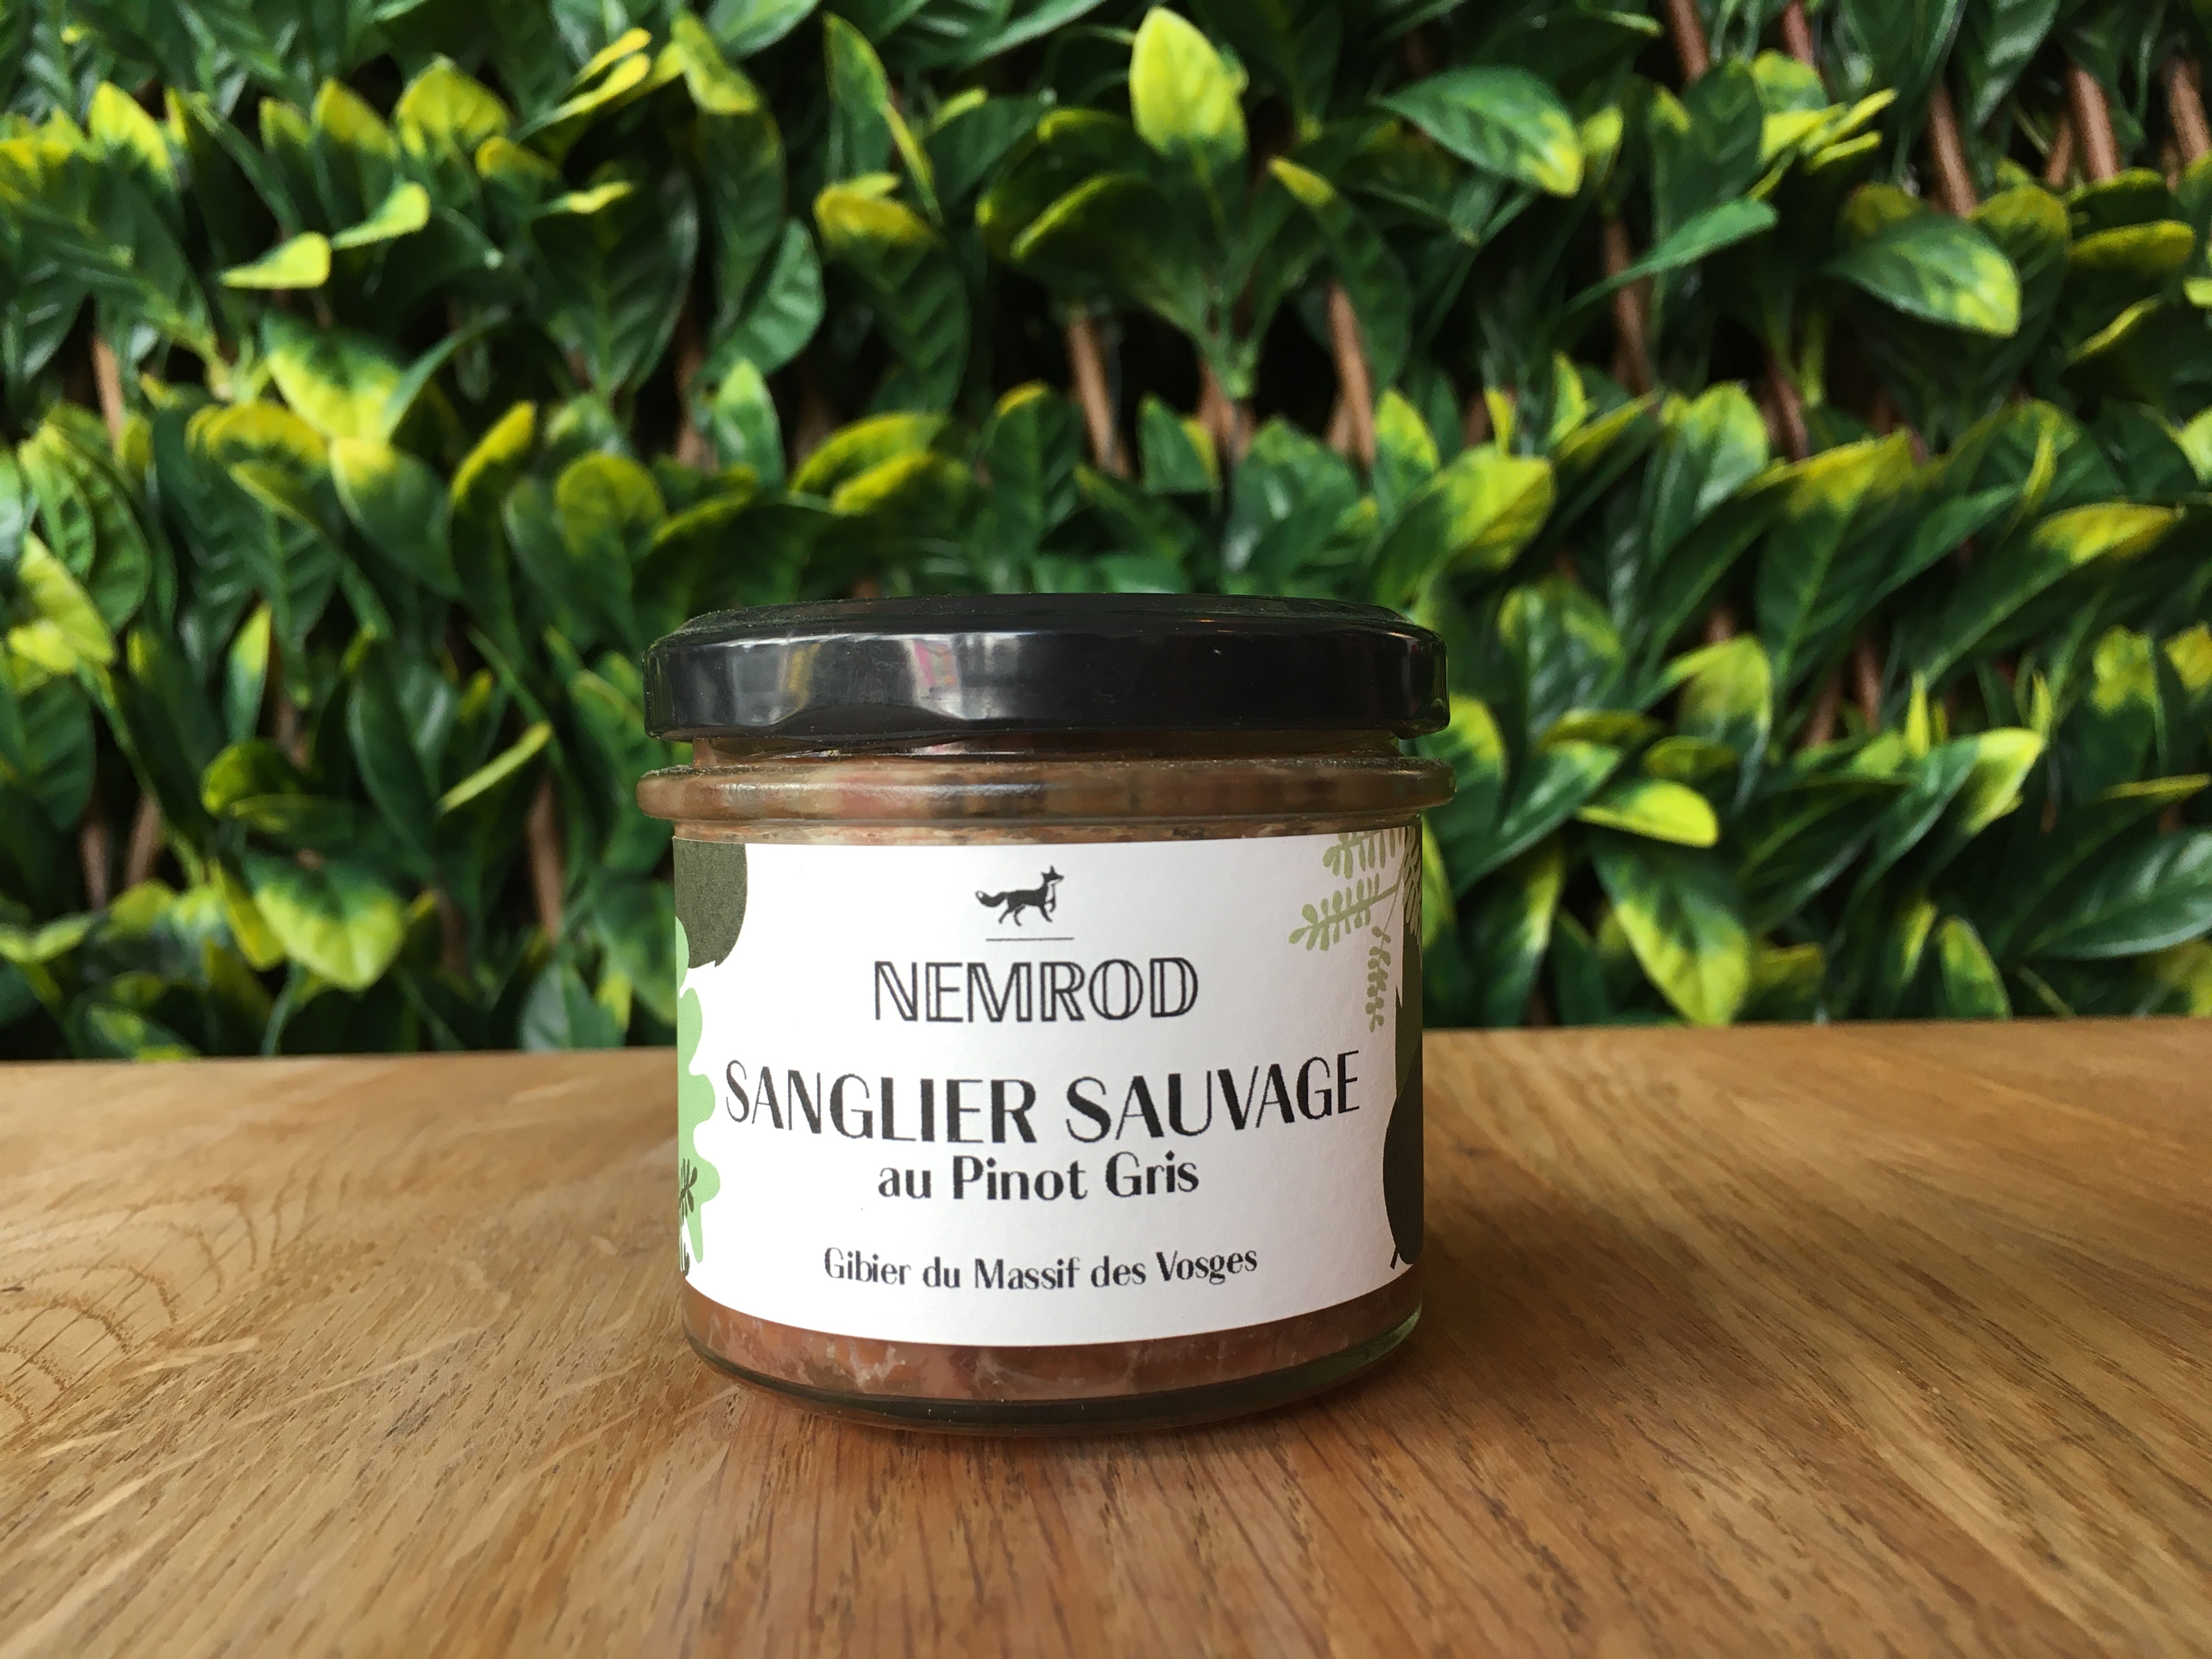 NEMROD
SANGLIER SAUVAGE
au Pinot Gris
Gibier du Massif des Vosges